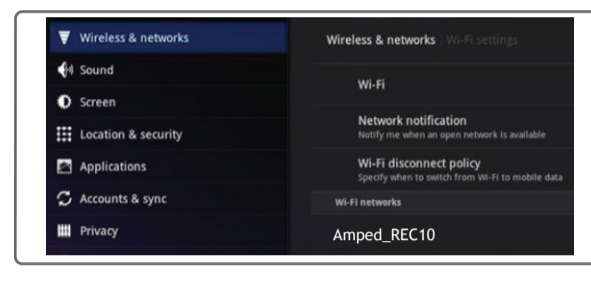 Wireless & networks
Sound
Screen
Location & security
Applications
Accounts & sync
Privacy
Wireless & networks | Wi-Fi settings
Wi-Fi
Network notification
Notify me when an open network is available
Wi-Fi disconnect policy
Specify when to switch from Wi-Fi to mobile data
Wi-Fi networks
Amped_REC10